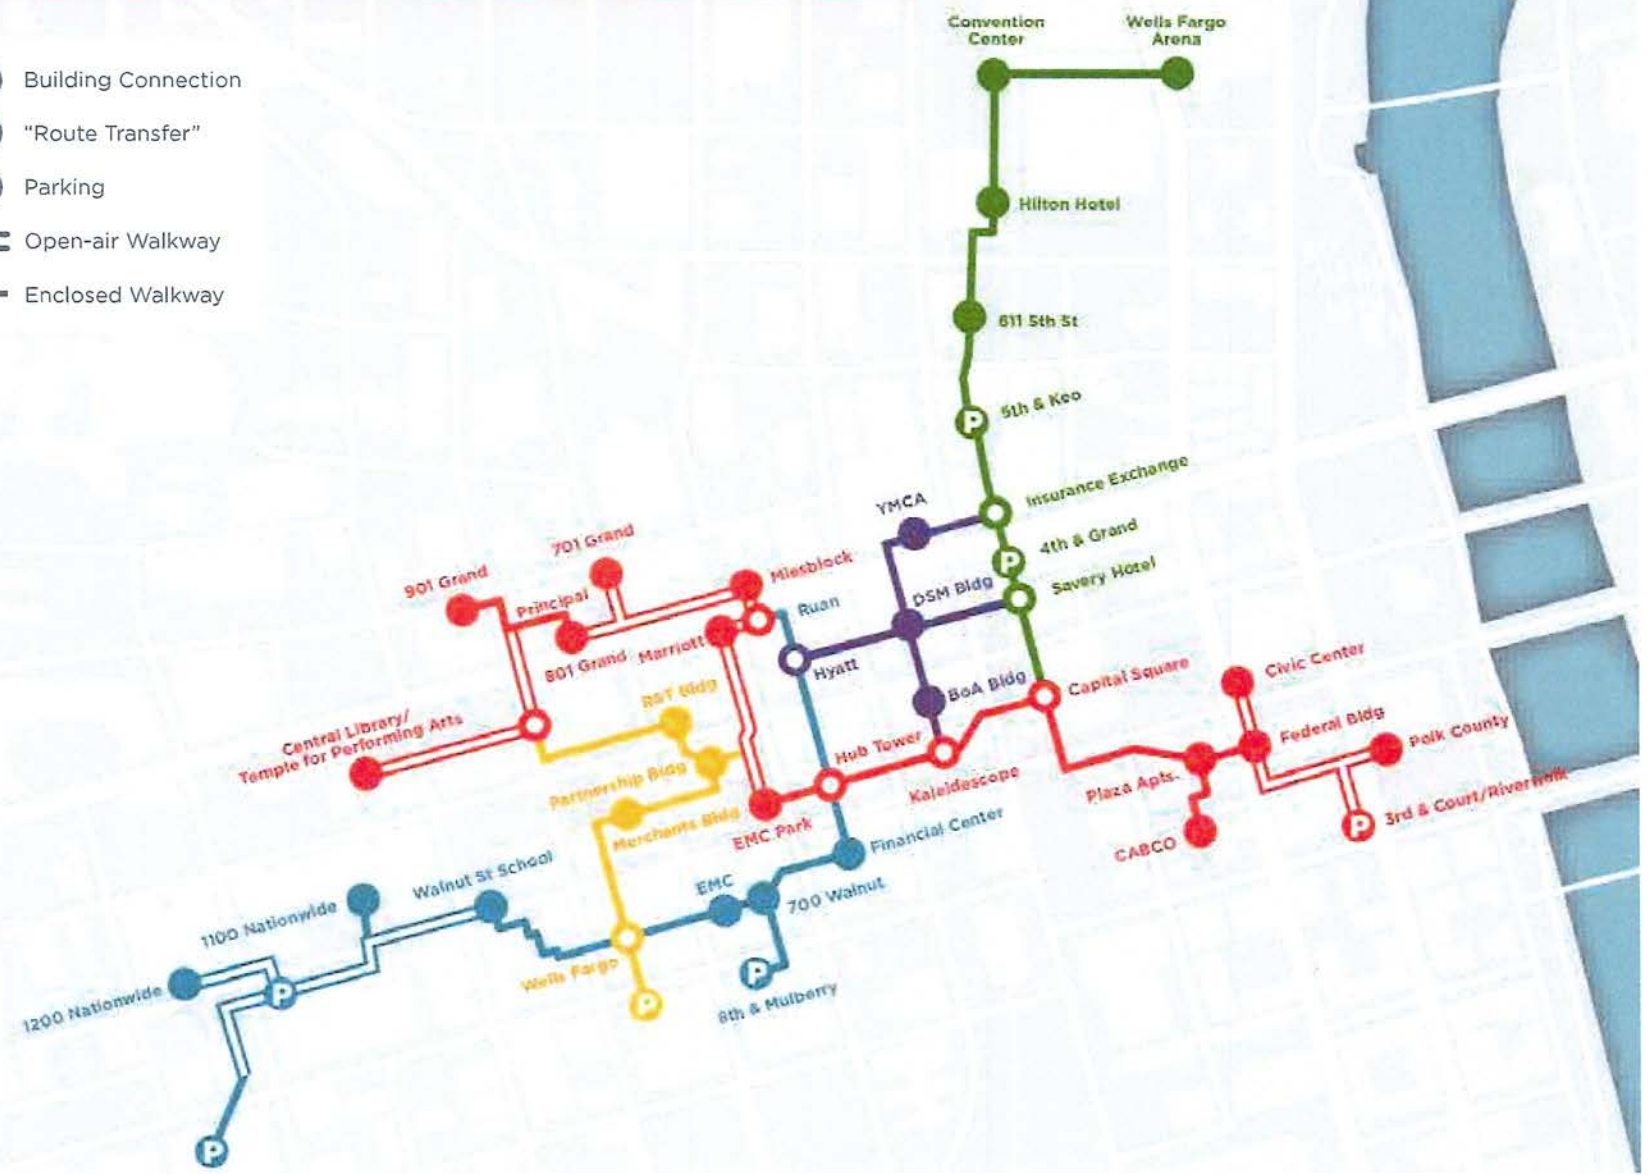 Convention
Center
Wells Fargo
Arena
Building Connection
"Route Transfer"
Parking
Open-air Walkway
Enclosed Walkway
Hilton Hotel
611 5th St
P
5th & Keo
Insurance Exchange
YMCA
P
4th & Grand
Savery Hotel
DSM Bldg
701 Grand
901 Grand
Principal
Mlesblock
Ruan
801 Grand
Marriott
Hyatt
BoA Bldg
Capital Square
Civic Center
R&T Bldg
Central Library/
Temple for Performing Arts
Hub Tower
Federal Bldg
Polk County
Partnership Bldg
Kaleidescope
Plaza Apts.
P
3rd & Court/Riverwalk
Merchants Bldg
EMC Park
CABCO
Financial Center
Walnut St School
EMC
700 Walnut
1100 Nationwide
Wells Fargo
P
8th & Mulberry
1200 Nationwide
P
P
P